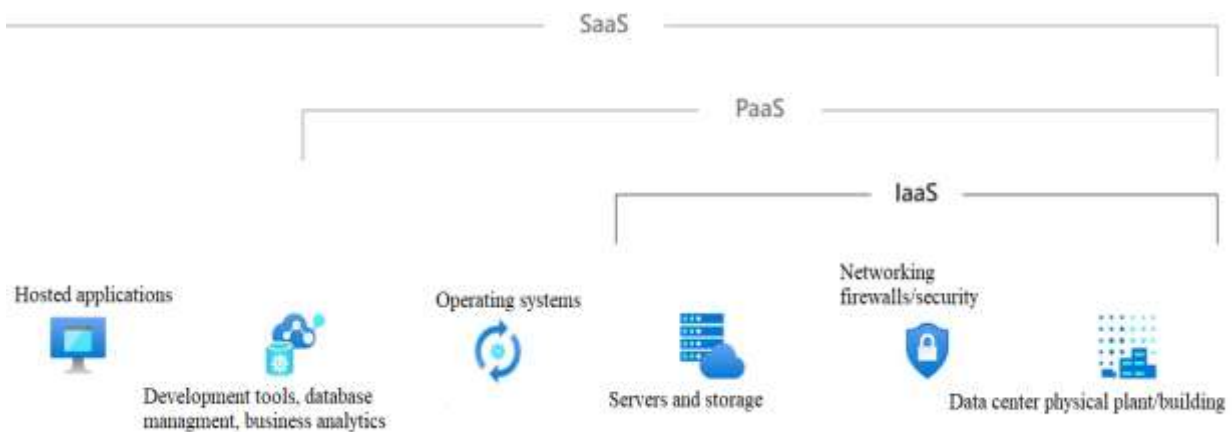 SaaS
PaaS
IaaS
Hosted applications
Development tools, database
managment, business analytics
Operating systems
Servers and storage
Networking
firewalls/security
Data center physical plant/building